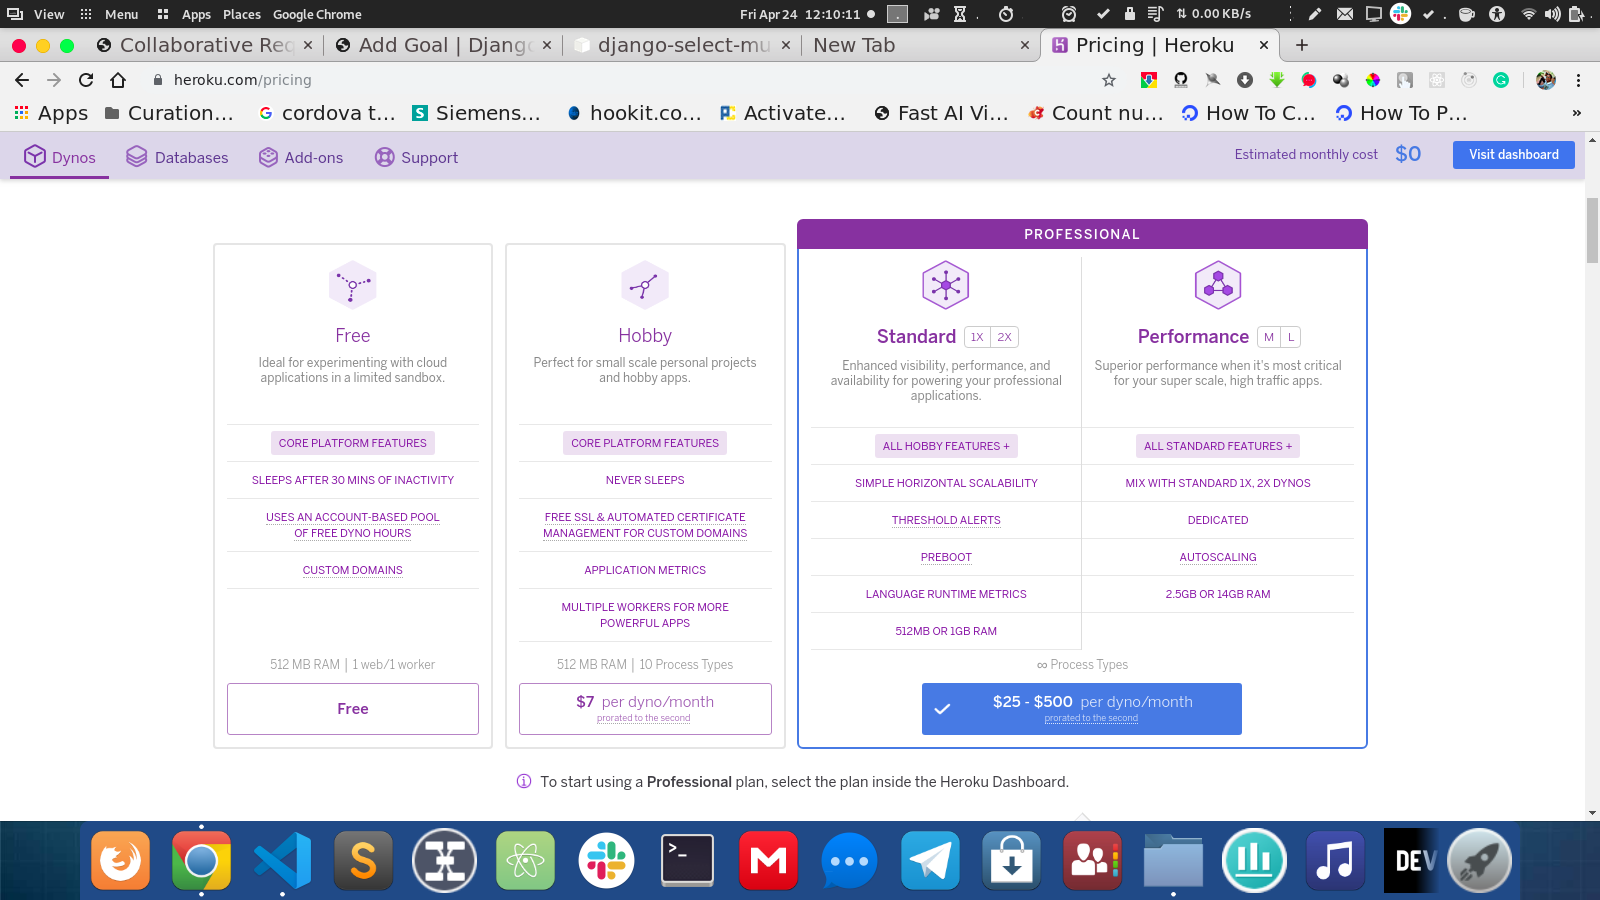 View
Menu
Apps
Places
Google Chrome
Fri Apr 24 12:10:11
0.00 KB/s
Collaborative Rec
Add Goal | Django
django-select-mu
New Tab
Pricing | Heroku
heroku.com/pricing
Apps
Curation...
cordova t...
Siemens...
hookit.co...
Activate...
Fast AI Vi...
Count nu...
How To C...
How To P...
»
Dynos
Databases
Add-ons
Support
Estimated monthly cost
$0
Visit dashboard
Free
Ideal for experimenting with cloud
applications in a limited sandbox.
CORE PLATFORM FEATURES
SLEEPS AFTER 30 MINS OF INACTIVITY
USES AN ACCOUNT-BASED POOL
OF FREE DYNO HOURS
CUSTOM DOMAINS
512 MB RAM | 1 web/1 worker
Free
Hobby
Perfect for small scale personal projects
and hobby apps.
CORE PLATFORM FEATURES
NEVER SLEEPS
FREE SSL & AUTOMATED CERTIFICATE
MANAGEMENT FOR CUSTOM DOMAINS
APPLICATION METRICS
MULTIPLE WORKERS FOR MORE
POWERFUL APPS
512 MB RAM | 10 Process Types
$7 per dyno/month
prorated to the second
PROFESSIONAL
Standard 1X 2X
Enhanced visibility, performance, and
availability for powering your professional
applications.
ALL HOBBY FEATURES +
SIMPLE HORIZONTAL SCALABILITY
THRESHOLD ALERTS
PREBOOT
LANGUAGE RUNTIME METRICS
512MB OR 1GB RAM
Performance M L
Superior performance when it's most critical
for your super scale, high traffic apps.
ALL STANDARD FEATURES +
MIX WITH STANDARD 1X, 2X DYNOS
DEDICATED
AUTOSCALING
2.5GB OR 14GB RAM
∞ Process Types
$25 - $500 per dyno/month
prorated to the second
To start using a Professional plan, select the plan inside the Heroku Dashboard.
DEV